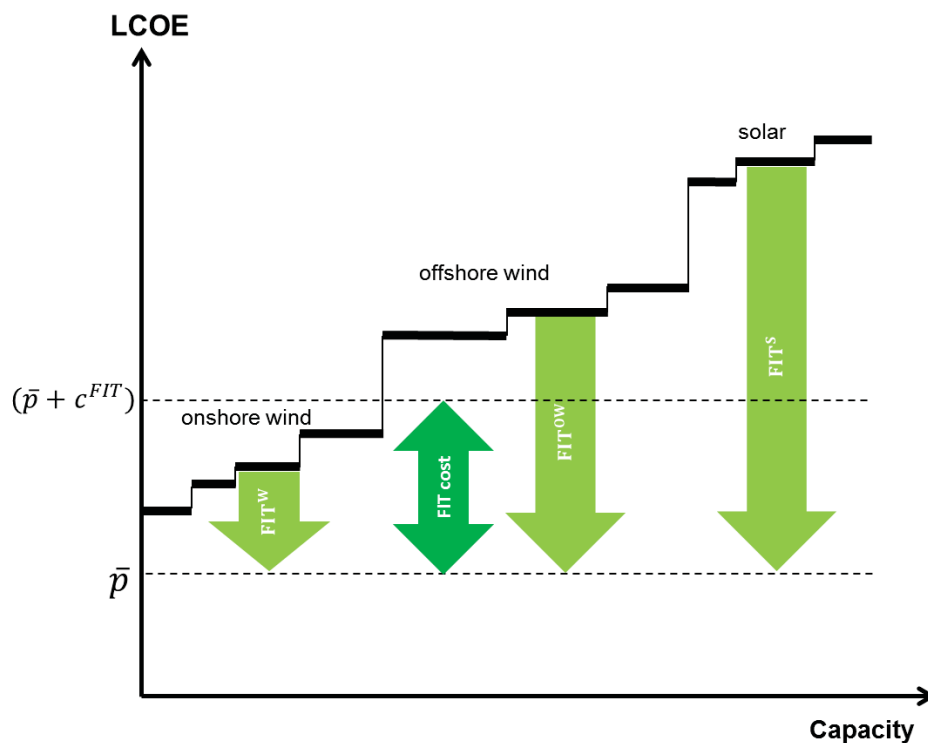 LCOE
solar
offshore wind
FIT^S
(p̄ + c^FIT)
onshore wind
FIT^OW
FIT cost
FIT^W
p̄
Capacity